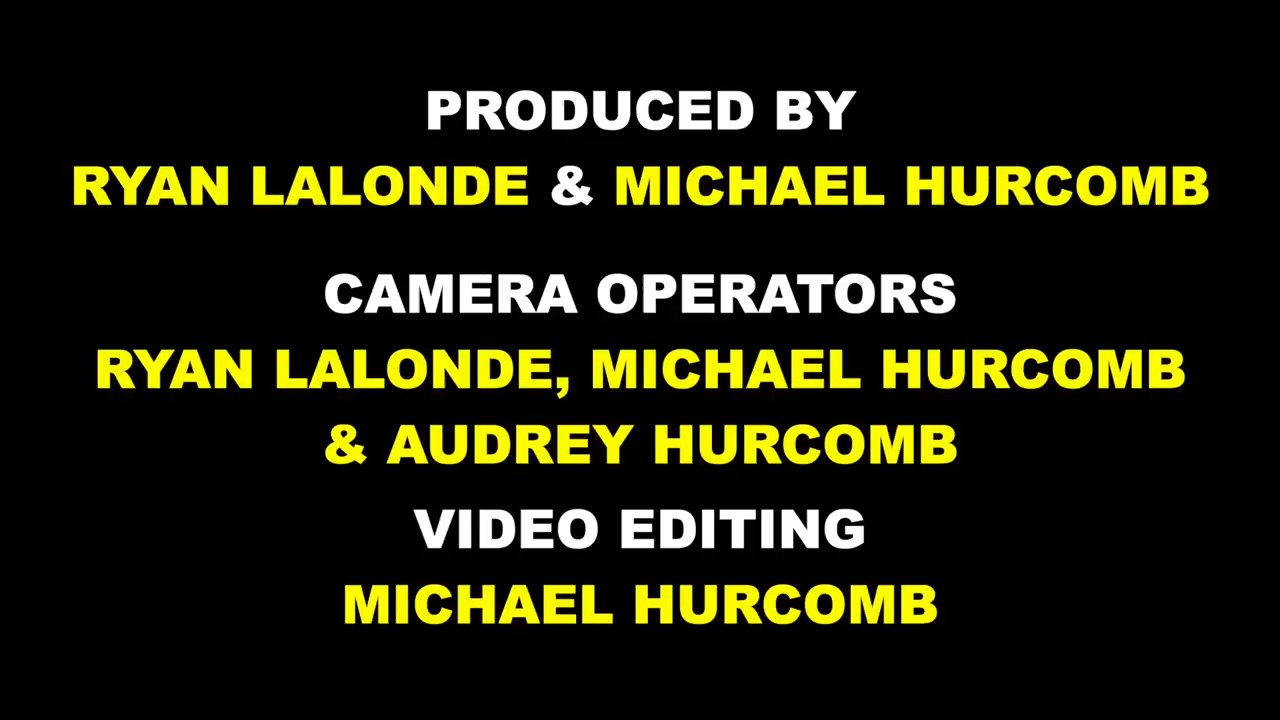 PRODUCED BY
RYAN LALONDE & MICHAEL HURCOMB
CAMERA OPERATORS
RYAN LALONDE, MICHAEL HURCOMB
& AUDREY HURCOMB
VIDEO EDITING
MICHAEL HURCOMB